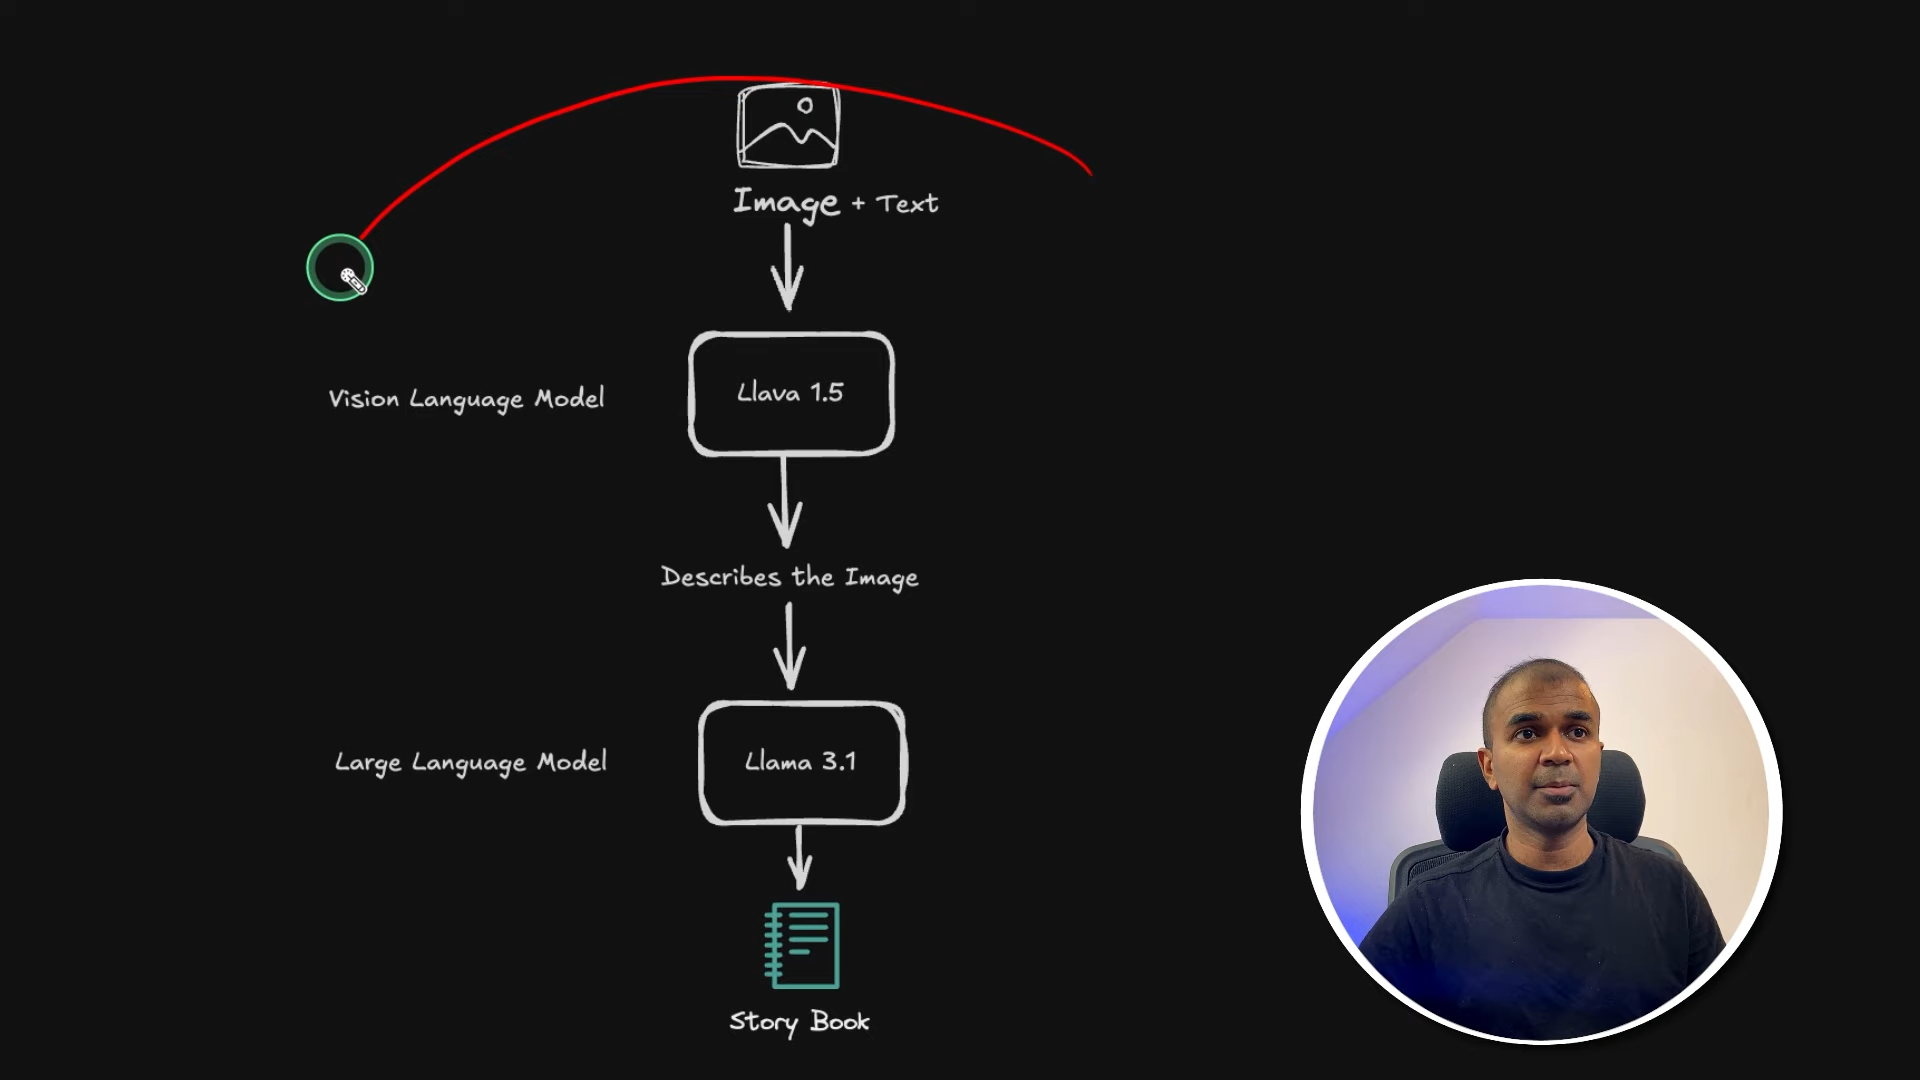 Image + Text
Vision Language Model
Llava 1.5
Describes the Image
Large Language Model
Llama 3.1
Story Book